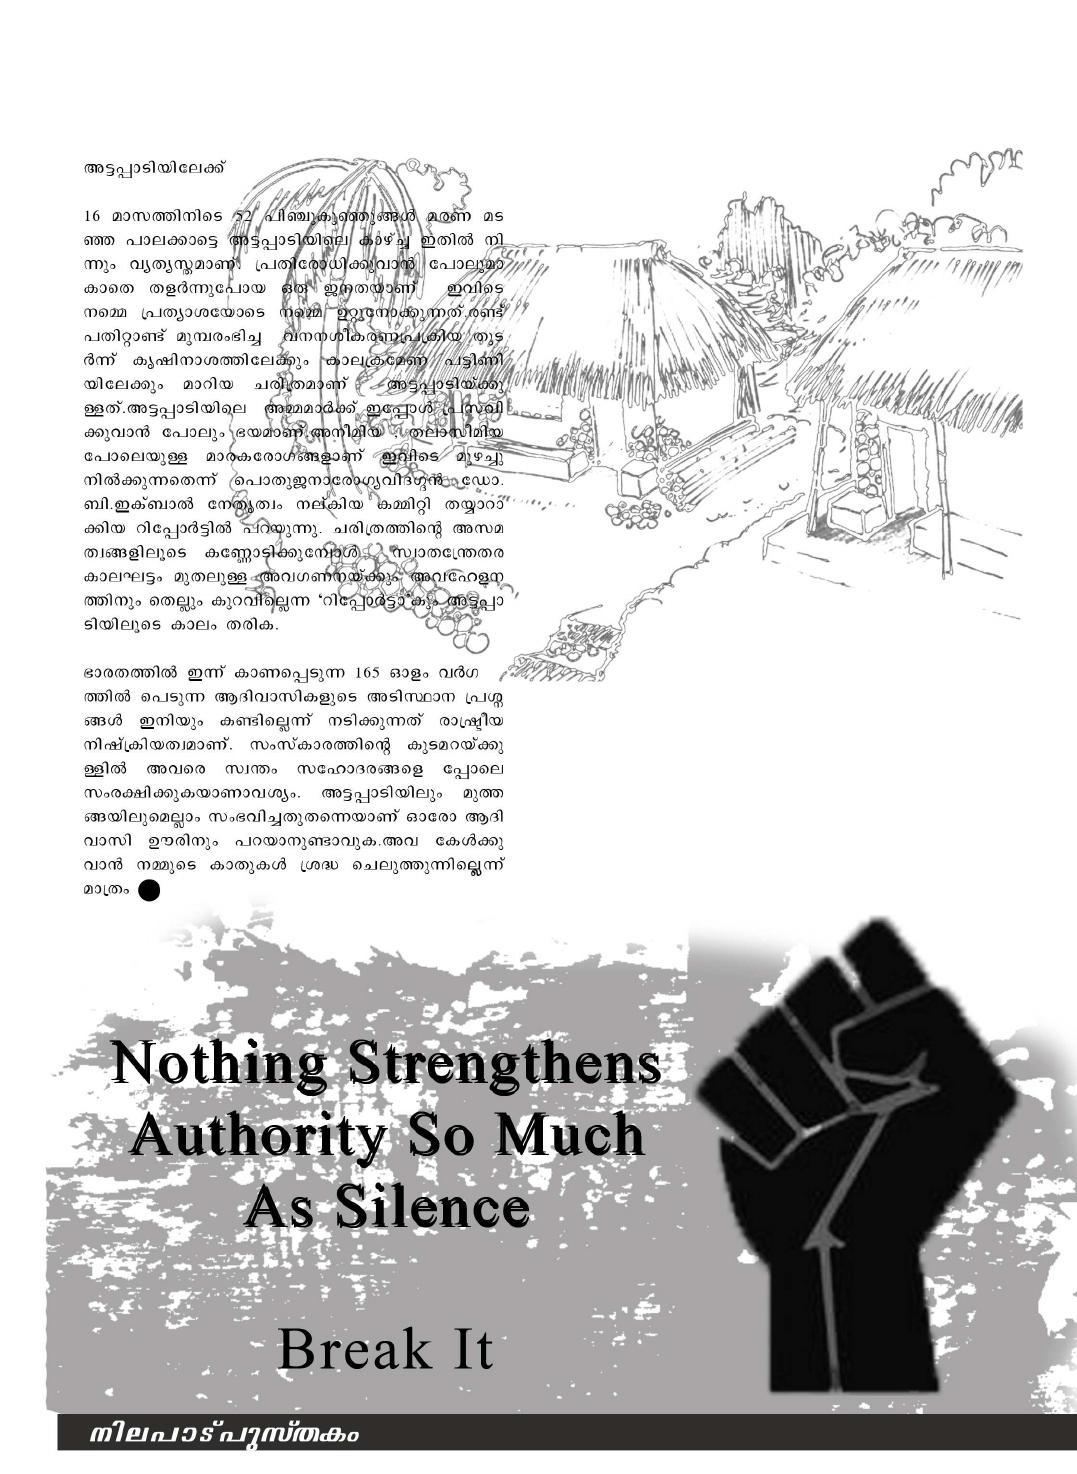 അട്ടപ്പാടിയിലേക്ക്
16 മാസത്തിനിടെ 52 പിഞ്ചുകുഞ്ഞുങ്ങൾ മരണ മട
ഞ്ഞ പാലക്കാട്ടെ അട്ടപ്പാടിയിലെ കാഴ്ച്ച ഇതിൽ നി
ന്നും വ്യത്യസ്തമാണ്. പ്രതിരോധിക്കുവാൻ പോലുമാ
കാതെ തളർന്നുപോയ ഒരു ജനതയാണ് ഇവിടെ
നമ്മെ പ്രത്യാശയോടെ നമ്മെ ഉറ്റുനോക്കുന്നത്.രണ്ട്
പതിറ്റാണ്ട് മുമ്പരംഭിച്ച വനനശീകരണപ്രക്രിയ തുട
ർന്ന് കൃഷിനാശത്തിലേക്കും കാലക്രമേണ പട്ടിണി
യിലേക്കും മാറിയ ചരിത്രമാണ് അട്ടപ്പാടിയ്ക്കു
ള്ളത്.അട്ടപ്പാടിയിലെ അമ്മമാർക്ക് ഇപ്പോൾ പ്രസവി
ക്കുവാൻ പോലും ഭയമാണ്.അനീമിയ , തലാസീമിയ
പോലെയുള്ള മാരകരോഗങ്ങളാണ് ഇവിടെ മുഴച്ചു
നിൽക്കുന്നതെന്ന് പൊതുജനാരോഗ്യവിദഗ്ദ്ദൻ ഡോ.
ബി.ഇക്ബാൽ നേതൃത്വം നല്കിയ കമ്മിറ്റി തയ്യാറാ
ക്കിയ റിപ്പോർട്ടിൽ പറയുന്നു. ചരിത്രത്തിന്റെ അസമ
ത്വങ്ങളിലൂടെ കണ്ണോടിക്കുമ്പോൾ , സ്വാതന്ത്രേതര
കാലഘട്ടം മുതലുള്ള അവഗണനയ്ക്കും അവഹേളന
ത്തിനും തെല്ലും കുറവില്ലെന്ന 'റിപ്പോർട്ടാ'കും അട്ടപ്പാ
ടിയിലൂടെ കാലം തരിക.
ഭാരതത്തിൽ ഇന്ന് കാണപ്പെടുന്ന 165 ഓളം വർഗ
ത്തിൽ പെടുന്ന ആദിവാസികളുടെ അടിസ്ഥാന പ്രശ്ന
ങ്ങൾ ഇനിയും കണ്ടില്ലെന്ന് നടിക്കുന്നത് രാഷ്ട്രീയ
നിഷ്ക്രിയത്വമാണ്. സംസ്കാരത്തിന്റെ കുടമറയ്ക്കു
ള്ളിൽ അവരെ സ്വന്തം സഹോദരങ്ങളെ പ്പോലെ
സംരക്ഷിക്കുകയാണാവശ്യം. അട്ടപ്പാടിയിലും മുത്ത
ങ്ങയിലുമെല്ലാം സംഭവിച്ചതുതന്നെയാണ് ഓരോ ആദി
വാസി ഊരിനും പറയാനുണ്ടാവുക.അവ കേൾക്കു
വാൻ നമ്മുടെ കാതുകൾ ശ്രദ്ധ ചെലുത്തുന്നില്ലെന്ന്
മാത്രം
Nothing Strengthens
Authority So Much
As Silence
Break It
നിലപാട് പുസ്തകം